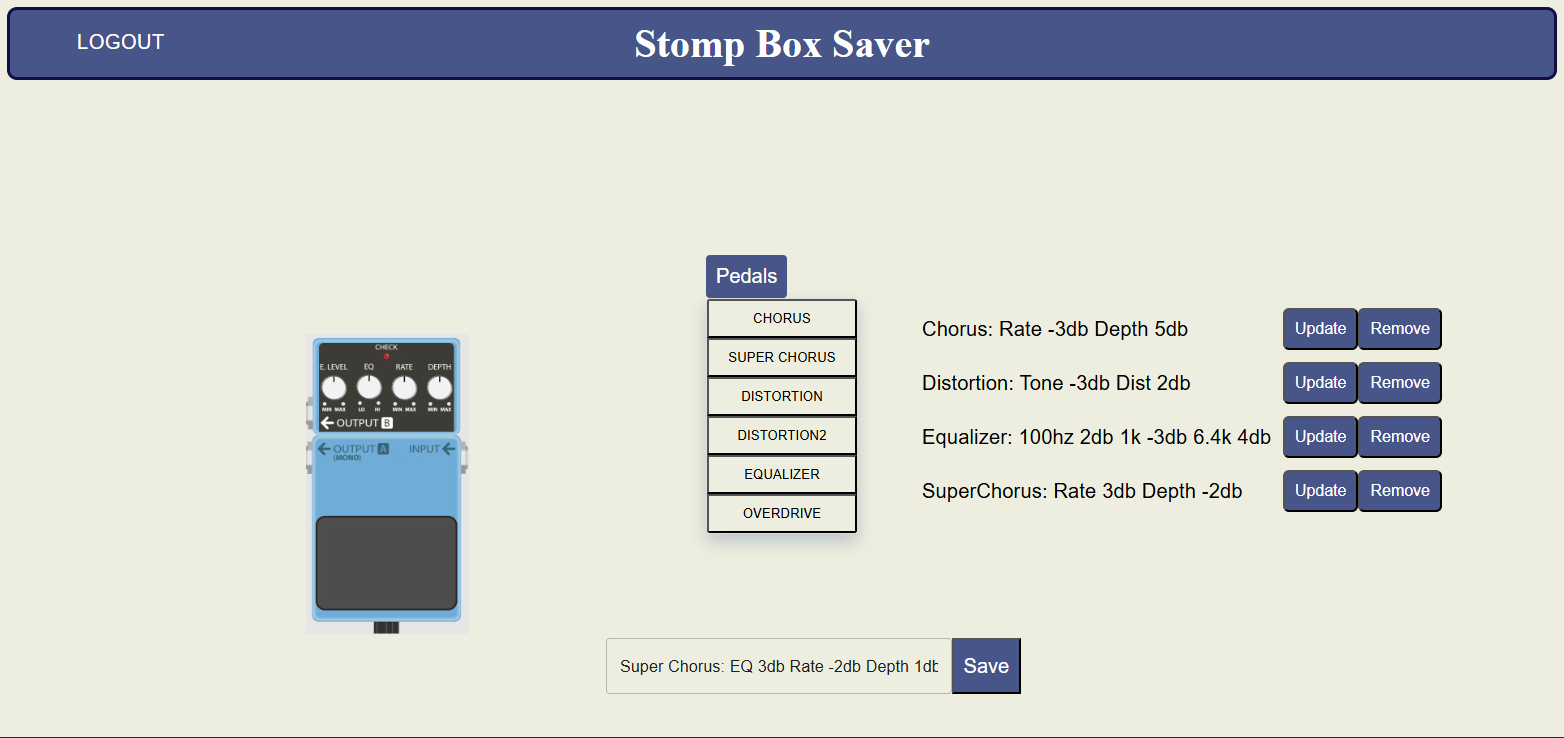 LOGOUT
Stomp Box Saver
Pedals
CHORUS
SUPER CHORUS
DISTORTION
DISTORTION2
EQUALIZER
OVERDRIVE
Chorus: Rate -3db Depth 5db
Update Remove
Distortion: Tone -3db Dist 2db
Update Remove
Equalizer: 100hz 2db 1k -3db 6.4k 4db
Update Remove
SuperChorus: Rate 3db Depth -2db
Update Remove
CHECK
E. LEVEL EQ RATE DEPTH
MIN MAX LO HI MIN MAX MIN MAX
OUTPUT B
OUTPUT A INPUT
(MONO)
Super Chorus: EQ 3db Rate -2db Depth 1db
Save